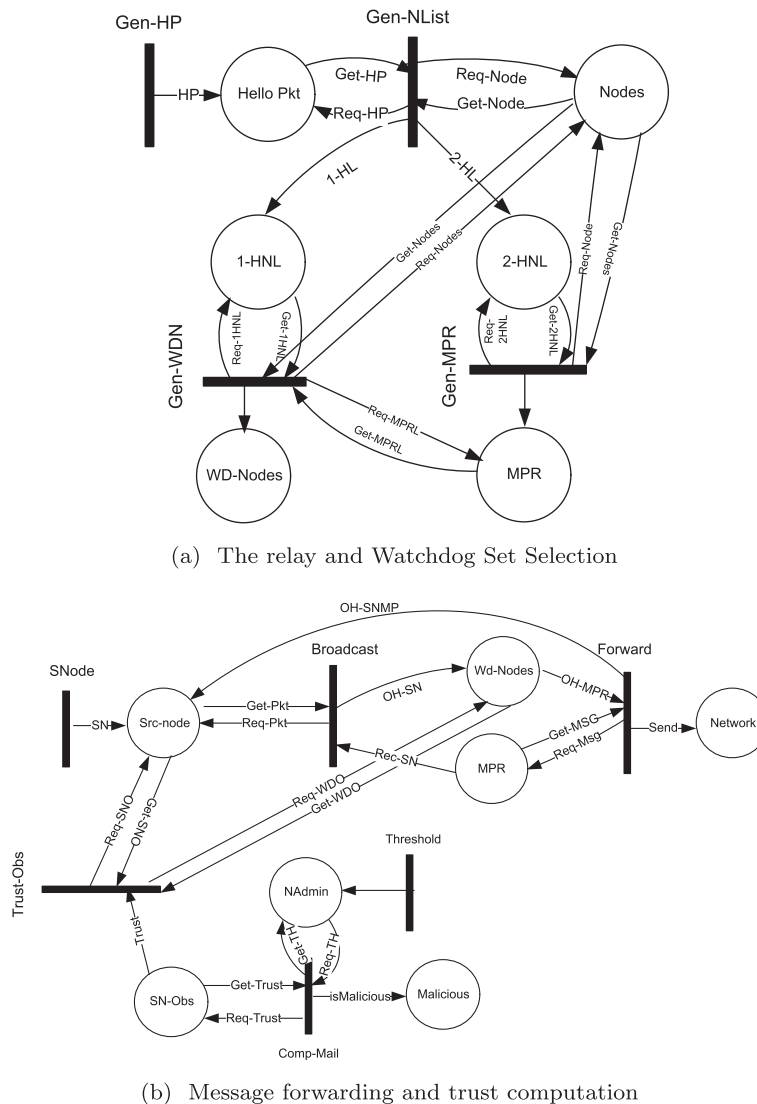 Gen-HP
Gen-NList
HP
Hello Pkt
Get-HP
Req-HP
Req-Node
Get-Node
Nodes
1-HL
2-HL
Get-Nodes
Req-Nodes
Req-Node
Get-Nodes
1-HNL
2-HNL
Req-1HNL
Get-1HNL
Req-
2HNL
Get-2HNL
Gen-WDN
Gen-MPR
Req-MPRL
Get-MPRL
WD-Nodes
MPR
(a) The relay and Watchdog Set Selection
OH-SNMP
SNode
Broadcast
Forward
SN
Src-node
Get-Pkt
Req-Pkt
OH-SN
Wd-Nodes
OH-MPR
Get-MSG
Req-Msg
Send
Network
Rec-SN
MPR
Req-WDO
Get-WDO
Req-SNO
Get-SNO
Trust-Obs
Threshold
NAdmin
Get-TH
Req-TH
Trust
SN-Obs
Get-Trust
Req-Trust
isMalicious
Malicious
Comp-Mail
(b) Message forwarding and trust computation